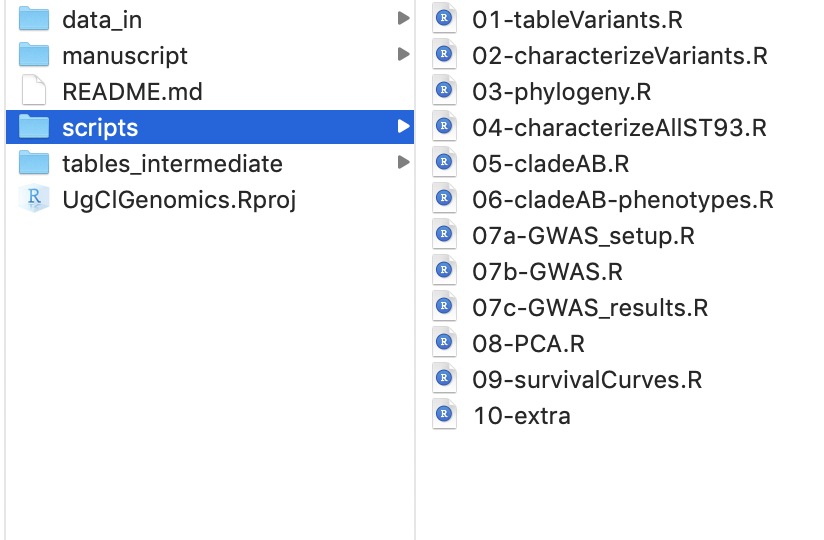 data_in
manuscript
README.md
scripts
tables_intermediate
UgClGenomics.Rproj
01-tableVariants.R
02-characterizeVariants.R
03-phylogeny.R
04-characterizeAllST93.R
05-cladeAB.R
06-cladeAB-phenotypes.R
07a-GWAS_setup.R
07b-GWAS.R
07c-GWAS_results.R
08-PCA.R
09-survivalCurves.R
10-extra